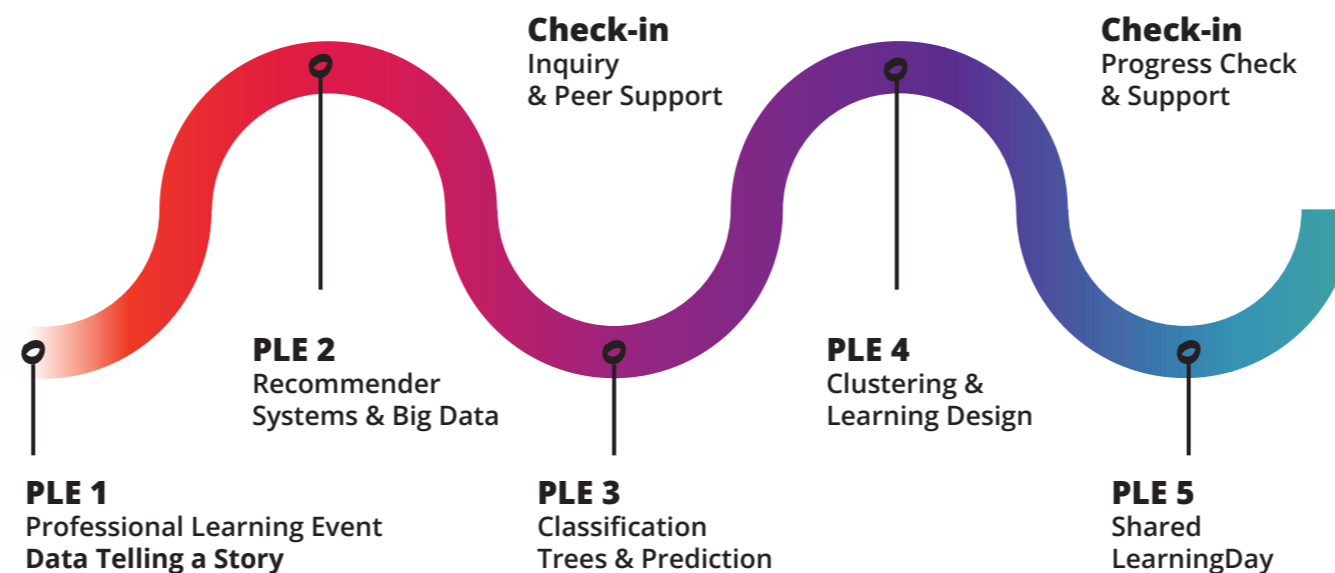 Check-in
Inquiry
& Peer Support
Check-in
Progress Check
& Support
PLE 2
Recommender
Systems & Big Data
PLE 4
Clustering &
Learning Design
PLE 1
Professional Learning Event
Data Telling a Story
PLE 3
Classification
Trees & Prediction
PLE 5
Shared
LearningDay